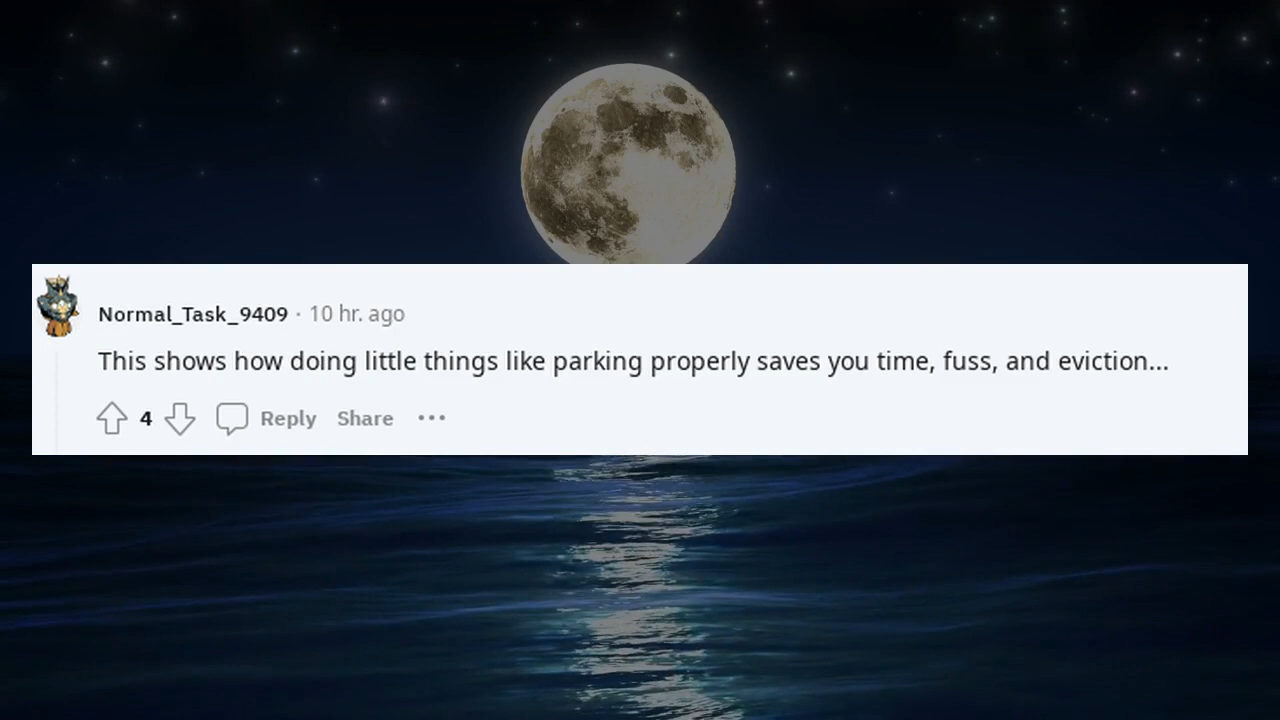 Normal_Task_9409 · 10 hr. ago
This shows how doing little things like parking properly saves you time, fuss, and eviction...
4 Reply Share ···